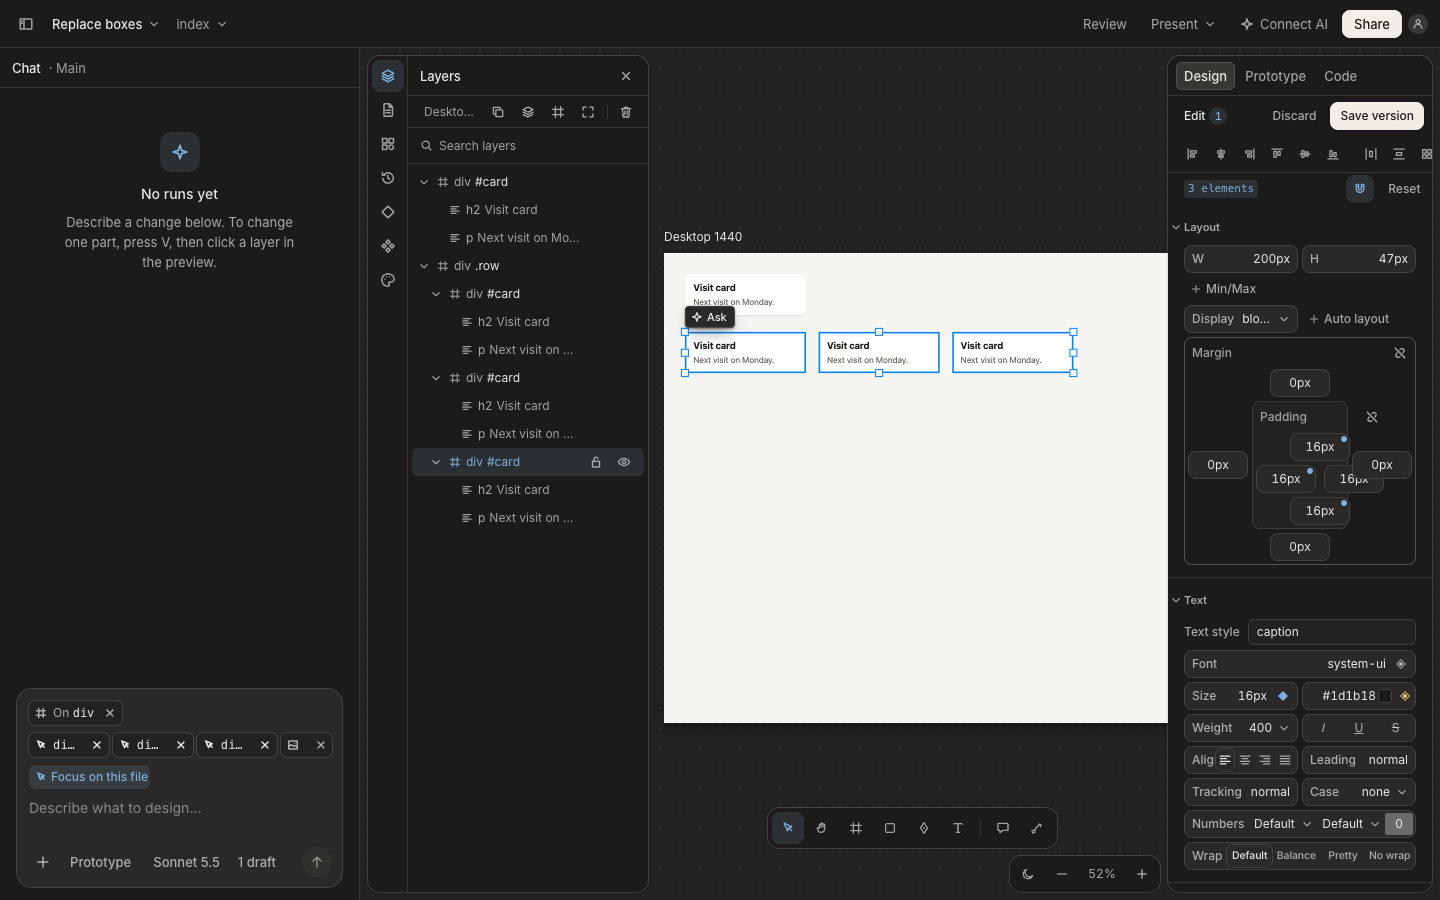 Replace boxes
index
Review
Present
Connect AI
Share
Chat · Main
No runs yet
Describe a change below. To change
one part, press V, then click a layer in
the preview.
On div
di...
di...
di...
Focus on this file
Describe what to design...
Prototype
Sonnet 5.5
1 draft
Layers
Deskto...
Search layers
div #card
h2 Visit card
p Next visit on Mo...
div .row
div #card
h2 Visit card
p Next visit on ...
div #card
h2 Visit card
p Next visit on ...
div #card
h2 Visit card
p Next visit on ...
Desktop 1440
Visit card
Next visit on Monday.
Ask
Visit card
Next visit on Monday.
Visit card
Next visit on Monday.
Visit card
Next visit on Monday.
T
52%
Design
Prototype
Code
Edit 1
Discard
Save version
3 elements
Reset
Layout
W 200px
H 47px
Min/Max
Display blo...
Auto layout
Margin
0px
Padding
16px
0px
16px
16px
0px
16px
0px
Text
Text style caption
Font system-ui
Size 16px
#1d1b18
Weight 400
I U S
Alig
Leading normal
Tracking normal
Case none
Numbers Default Default 0
Wrap Default Balance Pretty No wrap